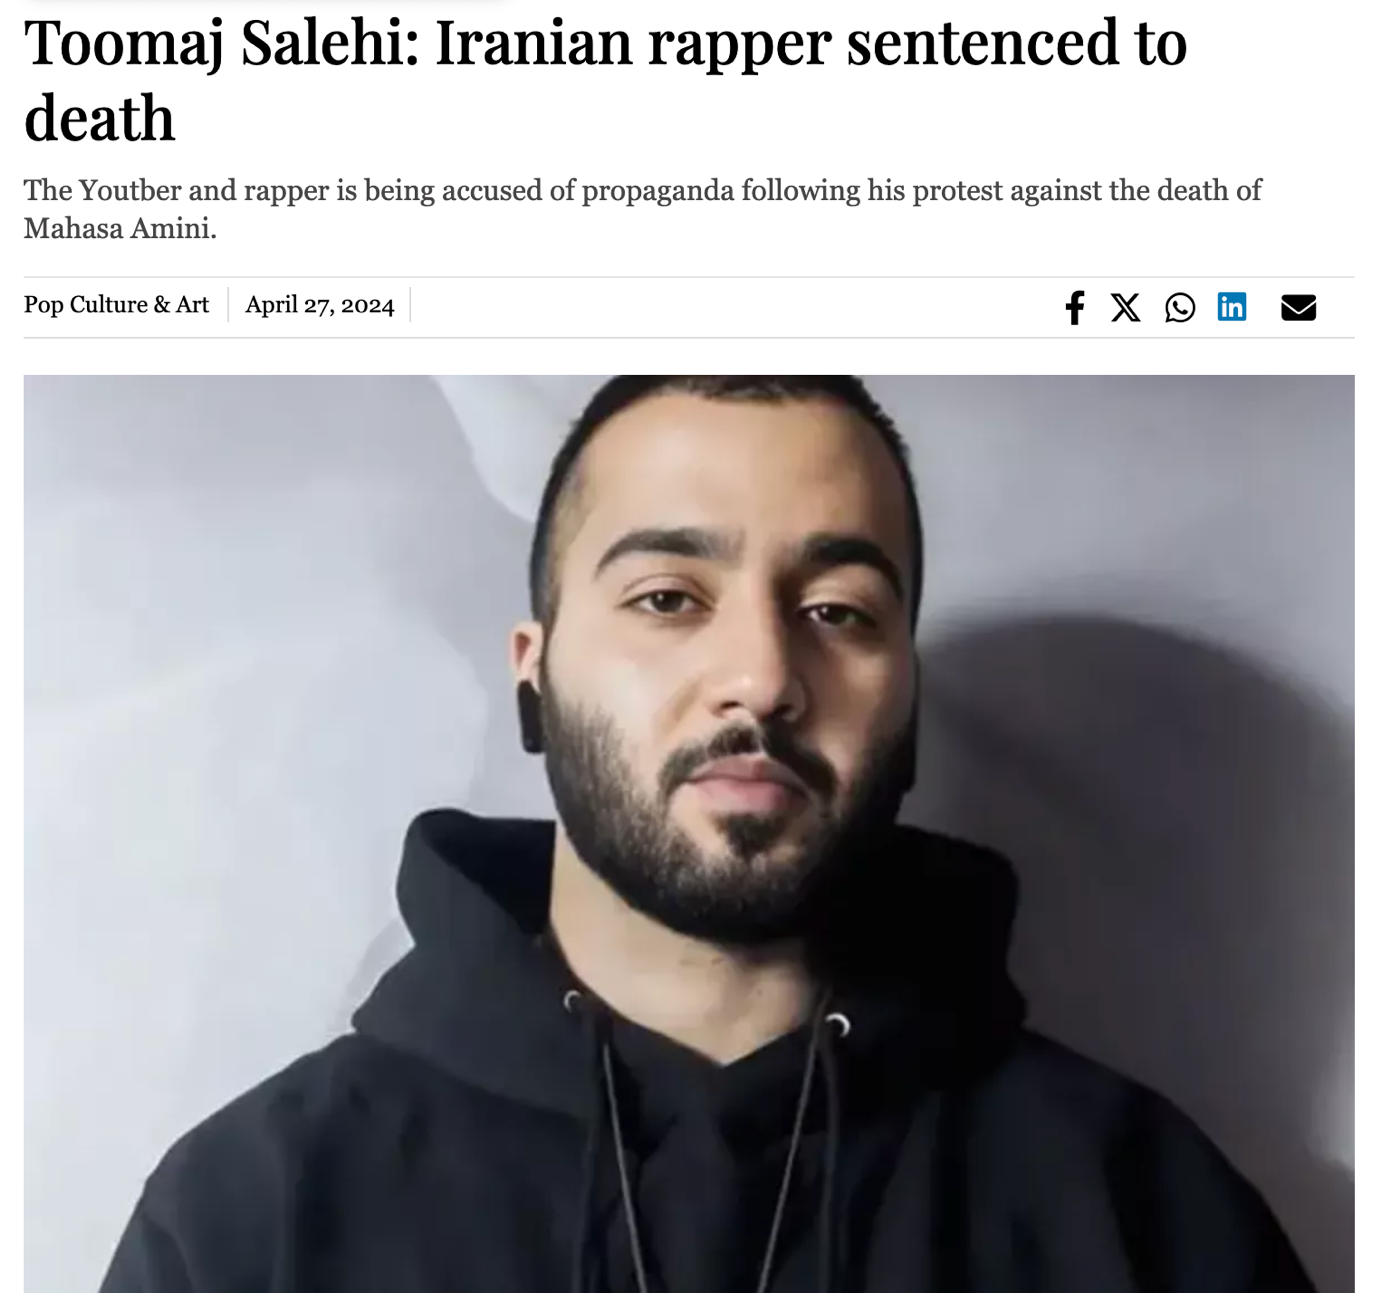 Toomaj Salehi: Iranian rapper sentenced to
death
The Youtber and rapper is being accused of propaganda following his protest against the death of
Mahasa Amini.
Pop Culture & Art
April 27, 2024